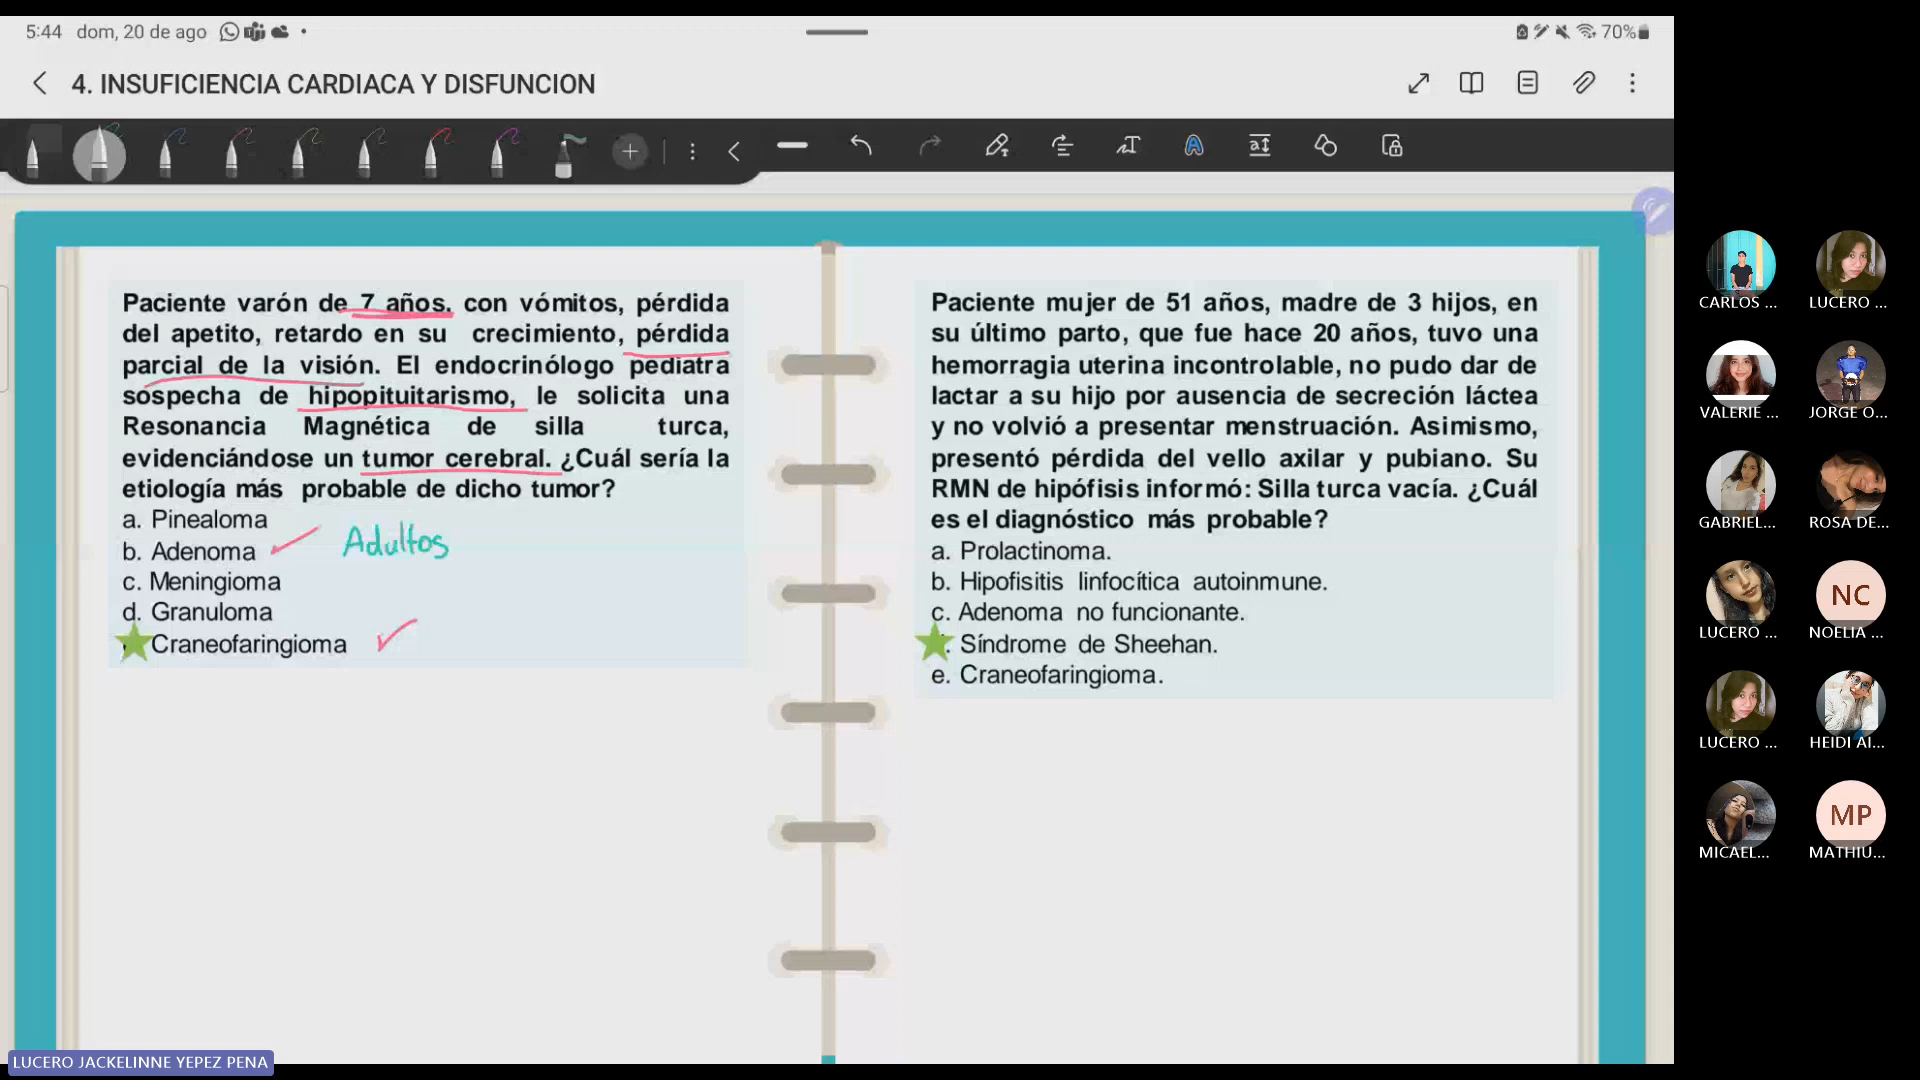 5:44 dom, 20 de ago
70%
4. INSUFICIENCIA CARDIACA Y DISFUNCION
Paciente varón de 7 años, con vómitos, pérdida
del apetito, retardo en su crecimiento, pérdida
parcial de la visión. El endocrinólogo pediatra
sospecha de hipopituitarismo, le solicita una
Resonancia Magnética de silla turca,
evidenciándose un tumor cerebral. ¿Cuál sería la
etiología más probable de dicho tumor?
a. Pinealoma
b. Adenoma Adultos
c. Meningioma
d. Granuloma
Craneofaringioma
Paciente mujer de 51 años, madre de 3 hijos, en
su último parto, que fue hace 20 años, tuvo una
hemorragia uterina incontrolable, no pudo dar de
lactar a su hijo por ausencia de secreción láctea
y no volvió a presentar menstruación. Asimismo,
presentó pérdida del vello axilar y pubiano. Su
RMN de hipófisis informó: Silla turca vacía. ¿Cuál
es el diagnóstico más probable?
a. Prolactinoma.
b. Hipofisitis linfocítica autoinmune.
c. Adenoma no funcionante.
Síndrome de Sheehan.
e. Craneofaringioma.
CARLOS ... LUCERO ...
VALERIE ... JORGE O...
GABRIEL... ROSA DE...
NC
LUCERO ... NOELIA ...
LUCERO ... HEIDI AI...
MP
MICAEL... MATHIU...
LUCERO JACKELINNE YEPEZ PENA